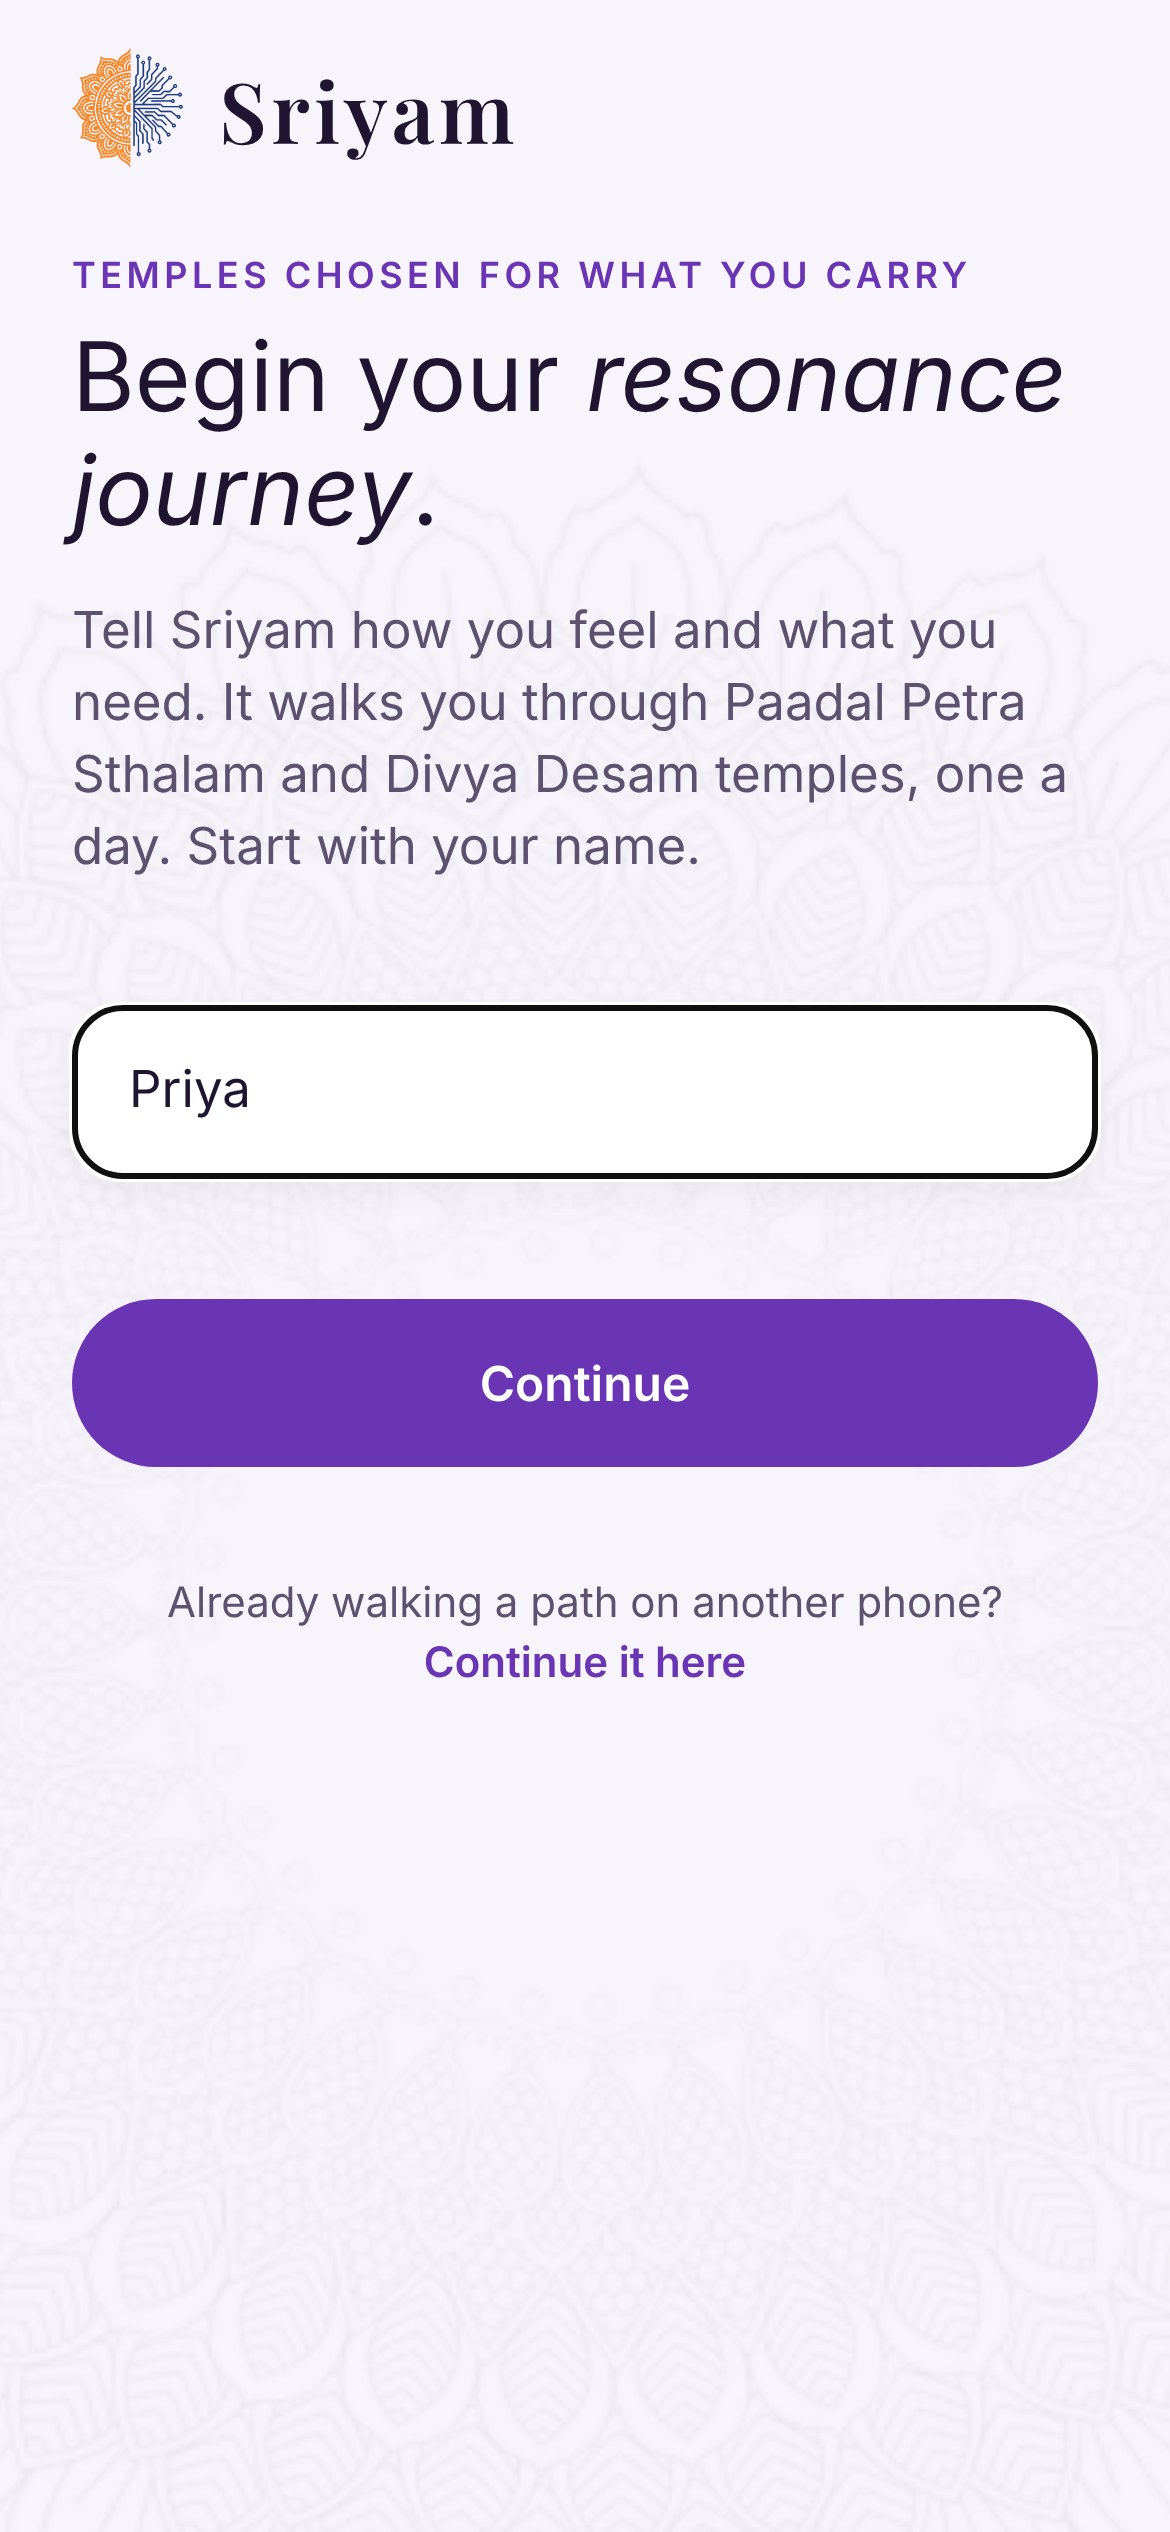 Sriyam
TEMPLES CHOSEN FOR WHAT YOU CARRY
Begin your resonance
journey.
Tell Sriyam how you feel and what you
need. It walks you through Paadal Petra
Sthalam and Divya Desam temples, one a
day. Start with your name.
Priya
Continue
Already walking a path on another phone?
Continue it here